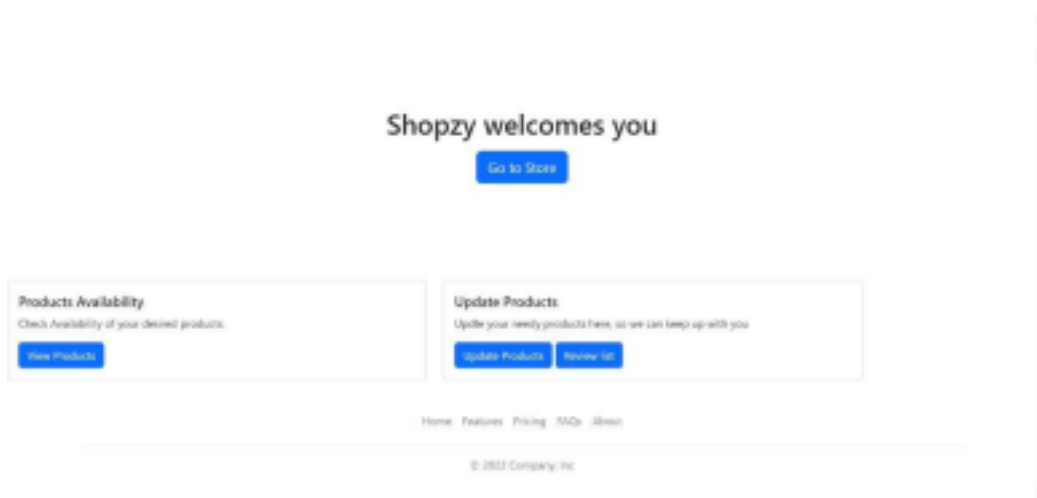 Shopzy welcomes you
Go to Store
Products Availability
Check Availability of your desired products.
View Products
Update Products
Updte your needy products here, so we can keep up with you
Update Products Review list
Home Features Pricing FAQs About
© 2022 Company, Inc